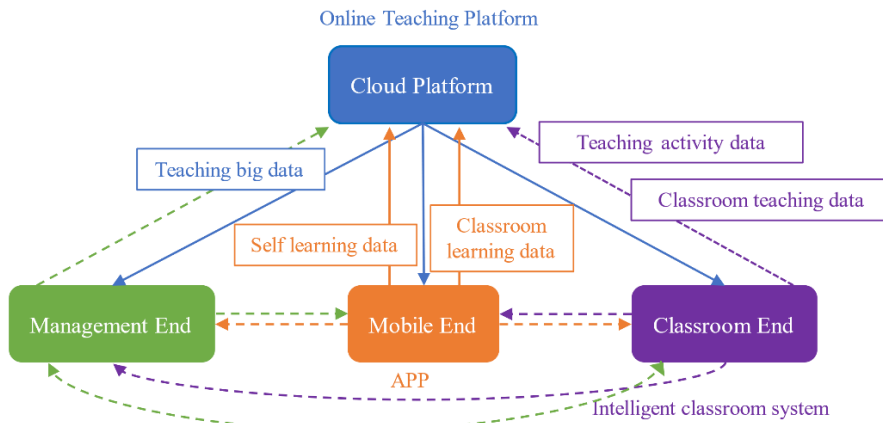 Online Teaching Platform
Cloud Platform
Teaching activity data
Teaching big data
Classroom teaching data
Self learning data
Classroom
learning data
Management End
Mobile End
Classroom End
APP
Intelligent classroom system